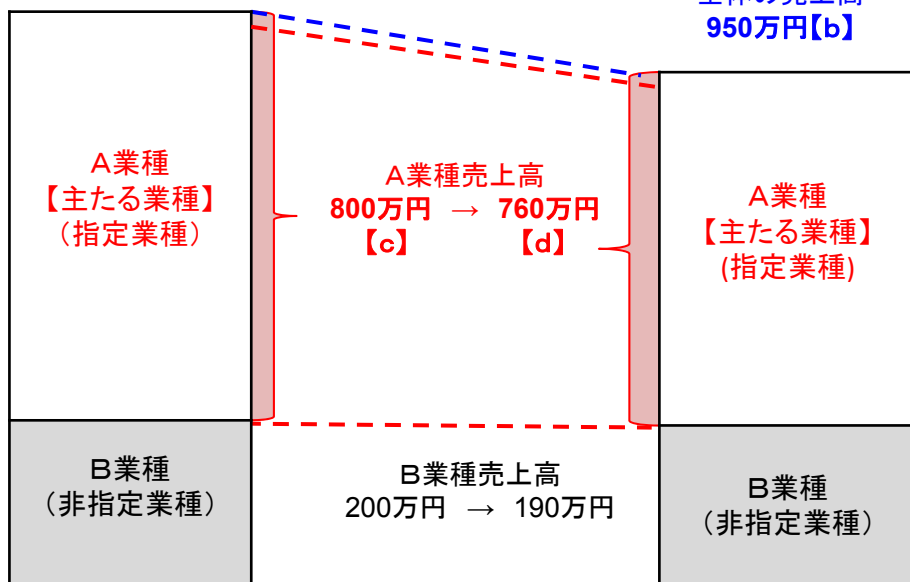 950万円【b】
A業種
【主たる業種】
（指定業種）
A業種売上高
800万円 → 760万円
【c】 【d】
A業種
【主たる業種】
(指定業種)
B業種
（非指定業種）
B業種売上高
200万円 → 190万円
B業種
（非指定業種）